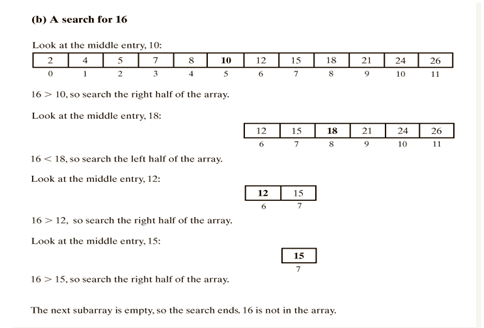 (b) A search for 16
Look at the middle entry, 10:
2 4 5 7 8 10 12 15 18 21 24 26
0 1 2 3 4 5 6 7 8 9 10 11
16 > 10, so search the right half of the array.
Look at the middle entry, 18:
12 15 18 21 24 26
6 7 8 9 10 11
16 < 18, so search the left half of the array.
Look at the middle entry, 12:
12 15
6 7
16 > 12, so search the right half of the array.
Look at the middle entry, 15:
15
7
16 > 15, so search the right half of the array.
The next subarray is empty, so the search ends. 16 is not in the array.